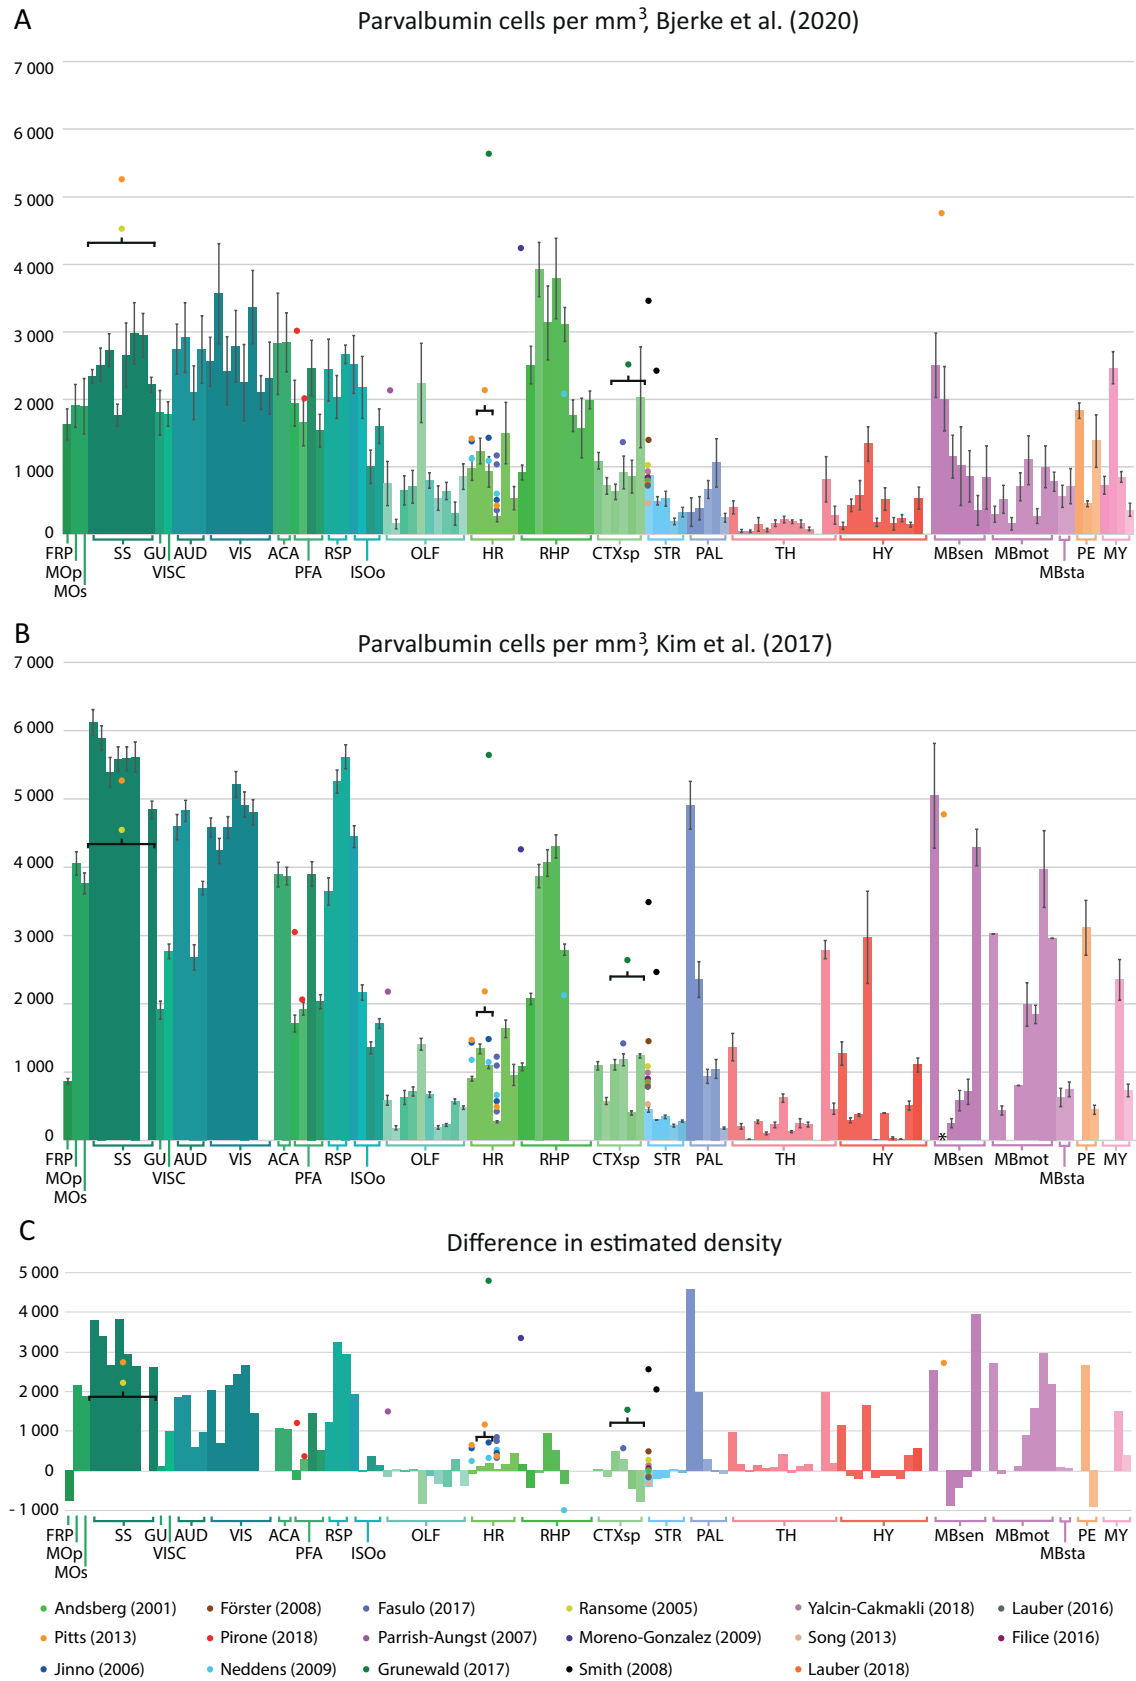 A
Parvalbumin cells per mm³, Bjerke et al. (2020)
7 000
6 000
5 000
4 000
3 000
2 000
1 000
0
FRP SS GU AUD VIS ACA RSP OLF HR RHP CTXsp STR PAL TH HY MBsen MBmot PE MY
MOp VISC PFA ISOo MBsta
MOs
B
Parvalbumin cells per mm³, Kim et al. (2017)
7 000
6 000
5 000
4 000
3 000
2 000
1 000
0
*
FRP SS GU AUD VIS ACA RSP OLF HR RHP CTXsp STR PAL TH HY MBsen MBmot PE MY
MOp VISC PFA ISOo MBsta
MOs
C
Difference in estimated density
5 000
4 000
3 000
2 000
1 000
0
- 1 000
FRP SS GU AUD VIS ACA RSP OLF HR RHP CTXsp STR PAL TH HY MBsen MBmot PE MY
MOp VISC PFA ISOo MBsta
MOs
Andsberg (2001) Förster (2008) Fasulo (2017) Ransome (2005) Yalcin-Cakmakli (2018) Lauber (2016)
Pitts (2013) Pirone (2018) Parrish-Aungst (2007) Moreno-Gonzalez (2009) Song (2013) Filice (2016)
Jinno (2006) Neddens (2009) Grunewald (2017) Smith (2008) Lauber (2018)